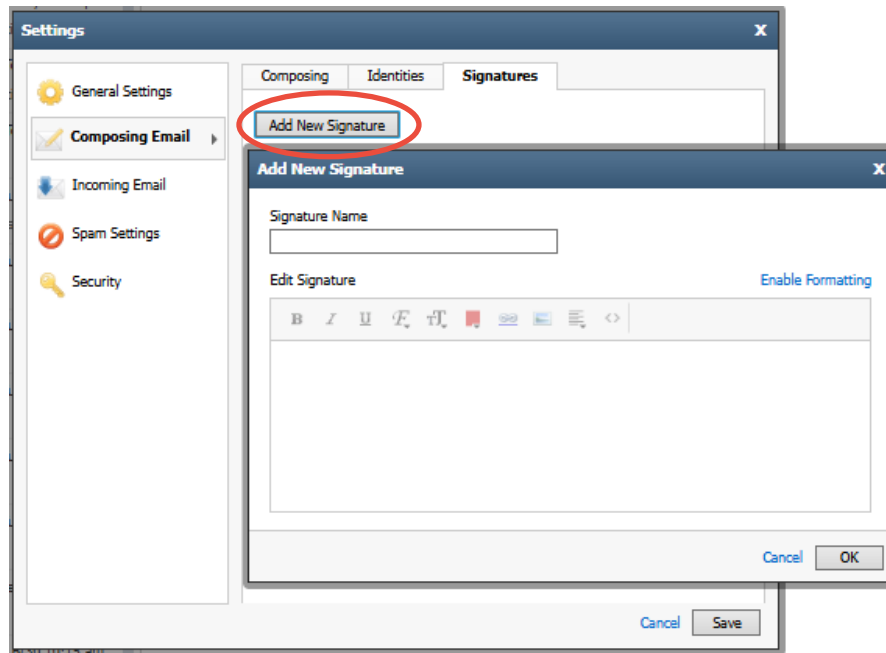 Settings
X
General Settings
Composing Email
Incoming Email
Spam Settings
Security
Composing
Identities
Signatures
Add New Signature
Add New Signature
X
Signature Name
Edit Signature
Enable Formatting
B I U F TT <>
Cancel
OK
Cancel
Save